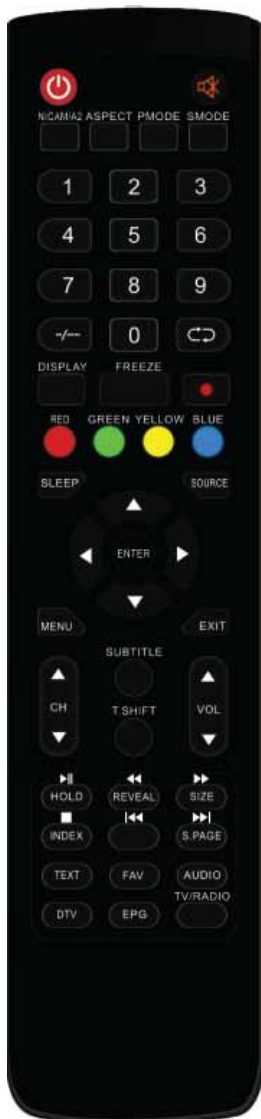 NICAM/A2 ASPECT PMODE SMODE
1 2 3
4 5 6
7 8 9
-/-- 0
DISPLAY FREEZE
RED GREEN YELLOW BLUE
SLEEP SOURCE
ENTER
MENU EXIT
SUBTITLE
CH T.SHIFT VOL
HOLD REVEAL SIZE
INDEX S.PAGE
TEXT FAV AUDIO
TV/RADIO
DTV EPG